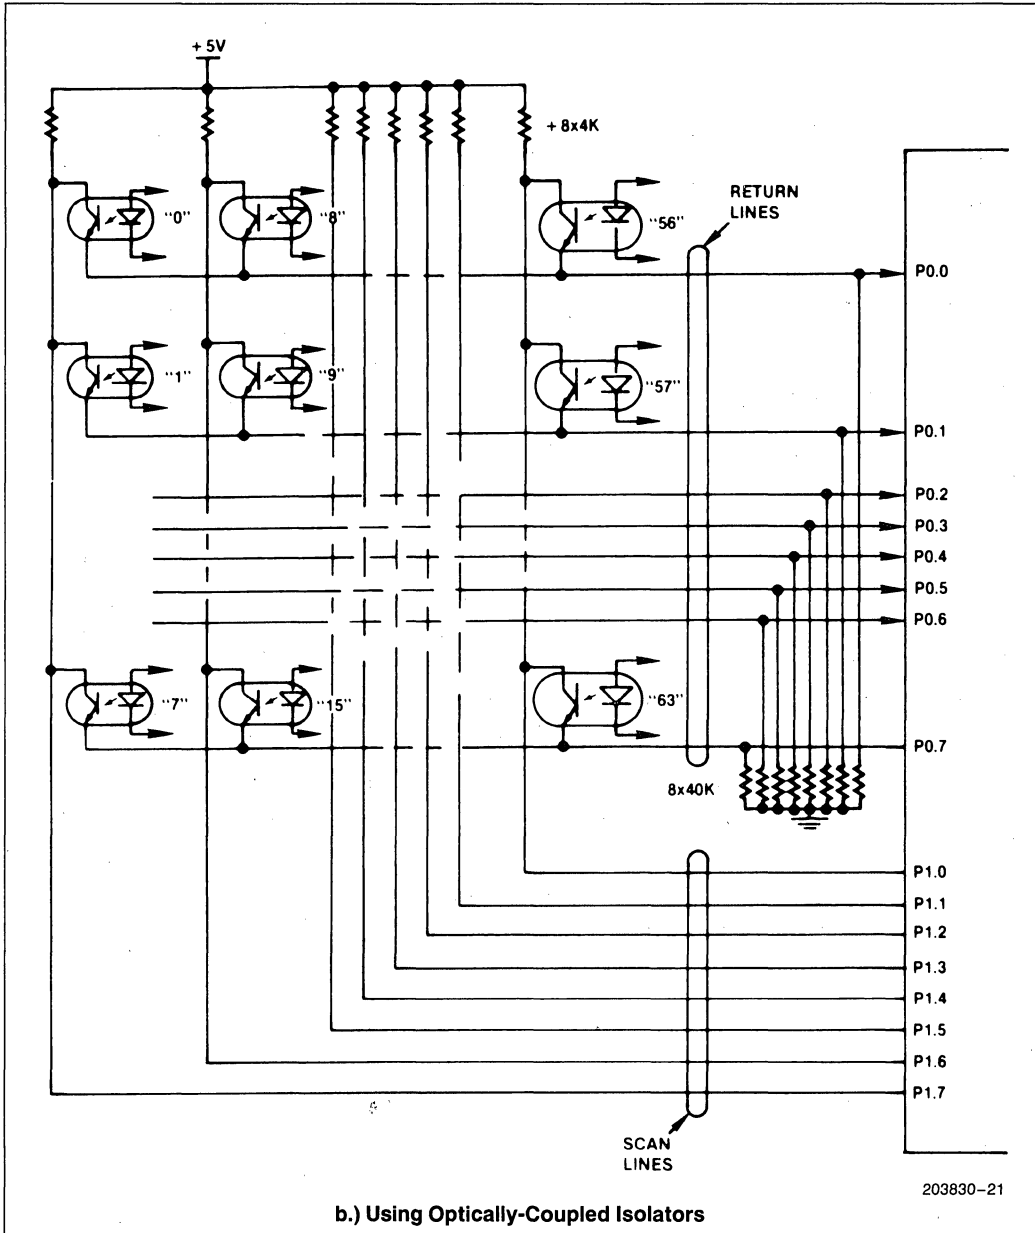 + 5V
+ 8x4K
RETURN
LINES
"0"
"8"
"56"
P0.0
"1"
"9"
"57"
P0.1
P0.2
P0.3
P0.4
P0.5
P0.6
"7"
"15"
"63"
P0.7
8x40K
P1.0
P1.1
P1.2
P1.3
P1.4
P1.5
P1.6
P1.7
SCAN
LINES
203830-21
b.) Using Optically-Coupled Isolators